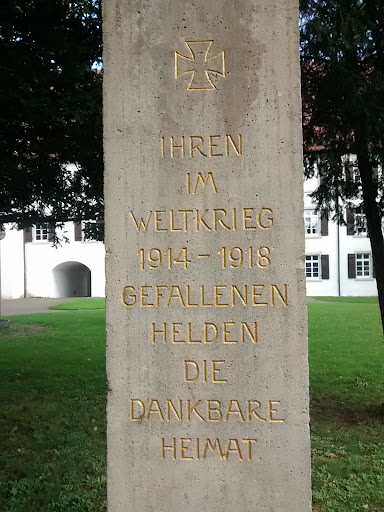 IHREN
IM
WELTKRIEG
1914 – 1918
GEFALLENEN
HELDEN
DIE
DANKBARE
HEIMAT.